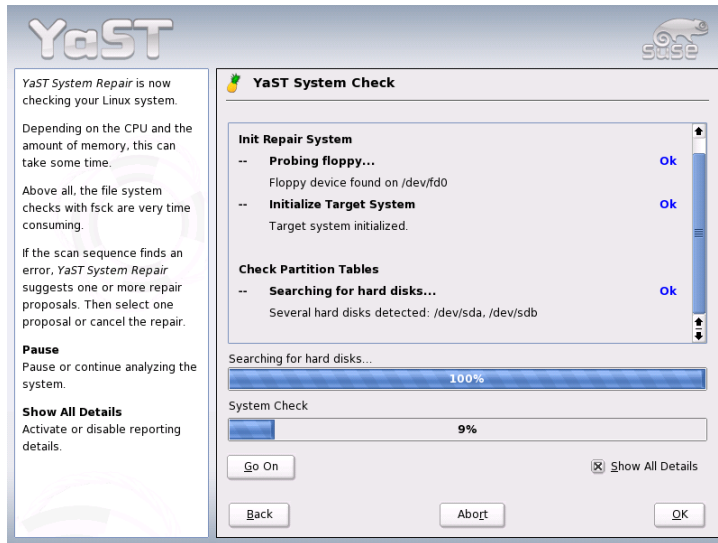 YaST
SUSE
YaST System Repair is now
checking your Linux system.
Depending on the CPU and the
amount of memory, this can
take some time.
Above all, the file system
checks with fsck are very time
consuming.
If the scan sequence finds an
error, YaST System Repair
suggests one or more repair
proposals. Then select one
proposal or cancel the repair.
Pause
Pause or continue analyzing the
system.
Show All Details
Activate or disable reporting
details.
YaST System Check
Init Repair System
-- Probing floppy... Ok
Floppy device found on /dev/fd0
-- Initialize Target System Ok
Target system initialized.
Check Partition Tables
-- Searching for hard disks... Ok
Several hard disks detected: /dev/sda, /dev/sdb
Searching for hard disks...
100%
System Check
9%
Go On Show All Details
Back Abort OK